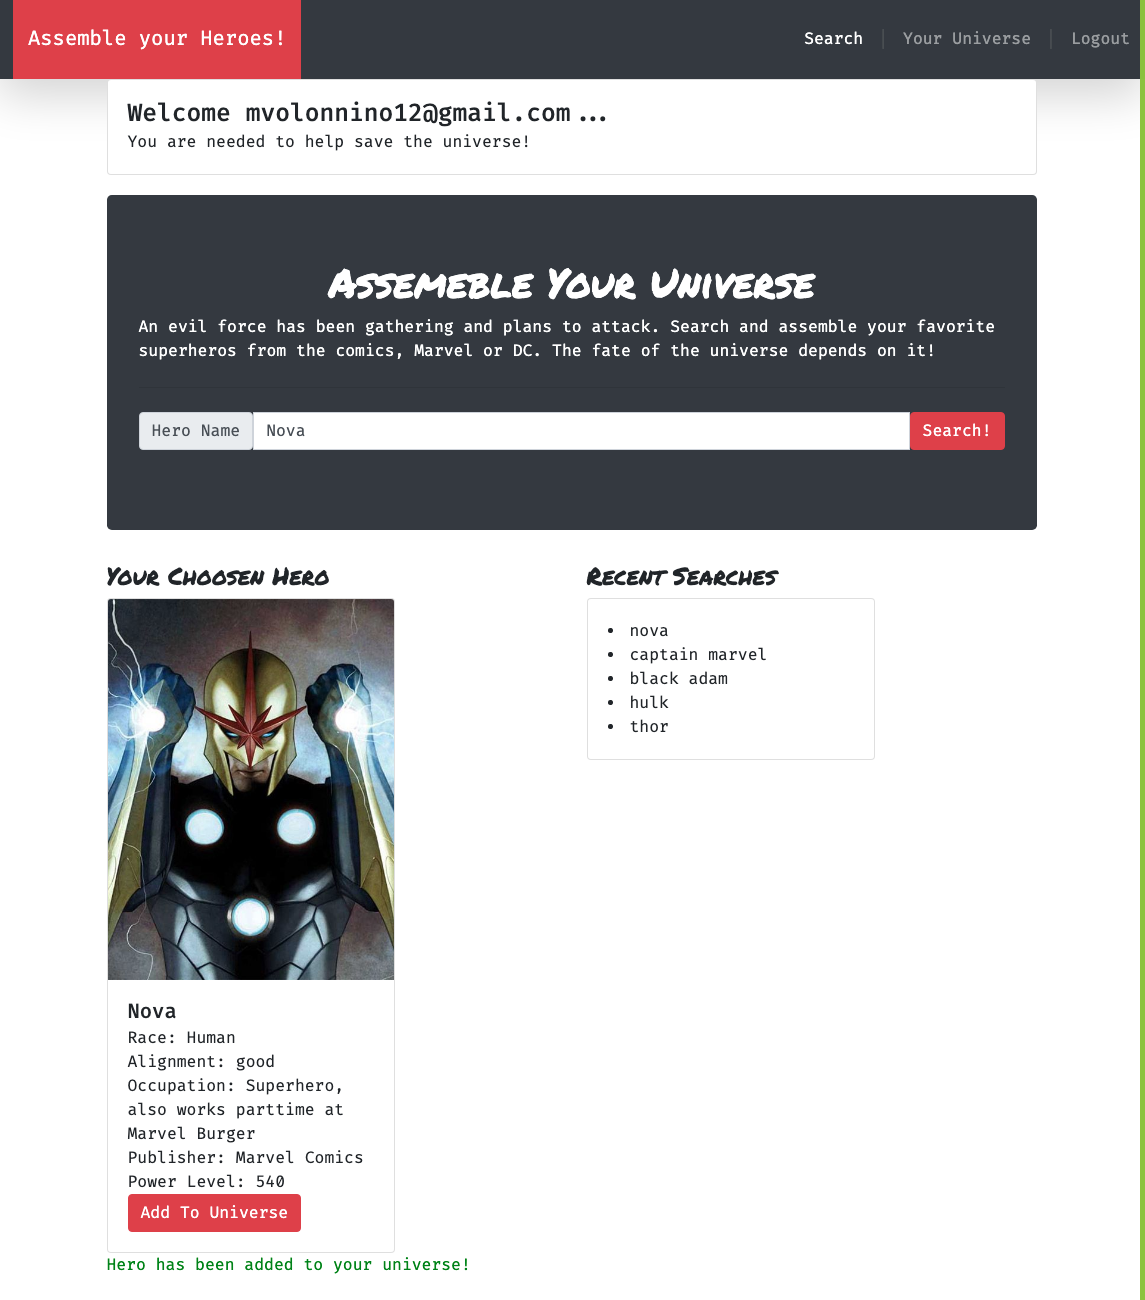 Assemble your Heroes!
Search | Your Universe | Logout
Welcome mvolonnino12@gmail.com...
You are needed to help save the universe!
Assemeble Your Universe
An evil force has been gathering and plans to attack. Search and assemble your favorite
superheros from the comics, Marvel or DC. The fate of the universe depends on it!
Hero Name Nova Search!
Your Choosen Hero
Nova
Race: Human
Alignment: good
Occupation: Superhero,
also works parttime at
Marvel Burger
Publisher: Marvel Comics
Power Level: 540
Add To Universe
Hero has been added to your universe!
Recent Searches
• nova
• captain marvel
• black adam
• hulk
• thor